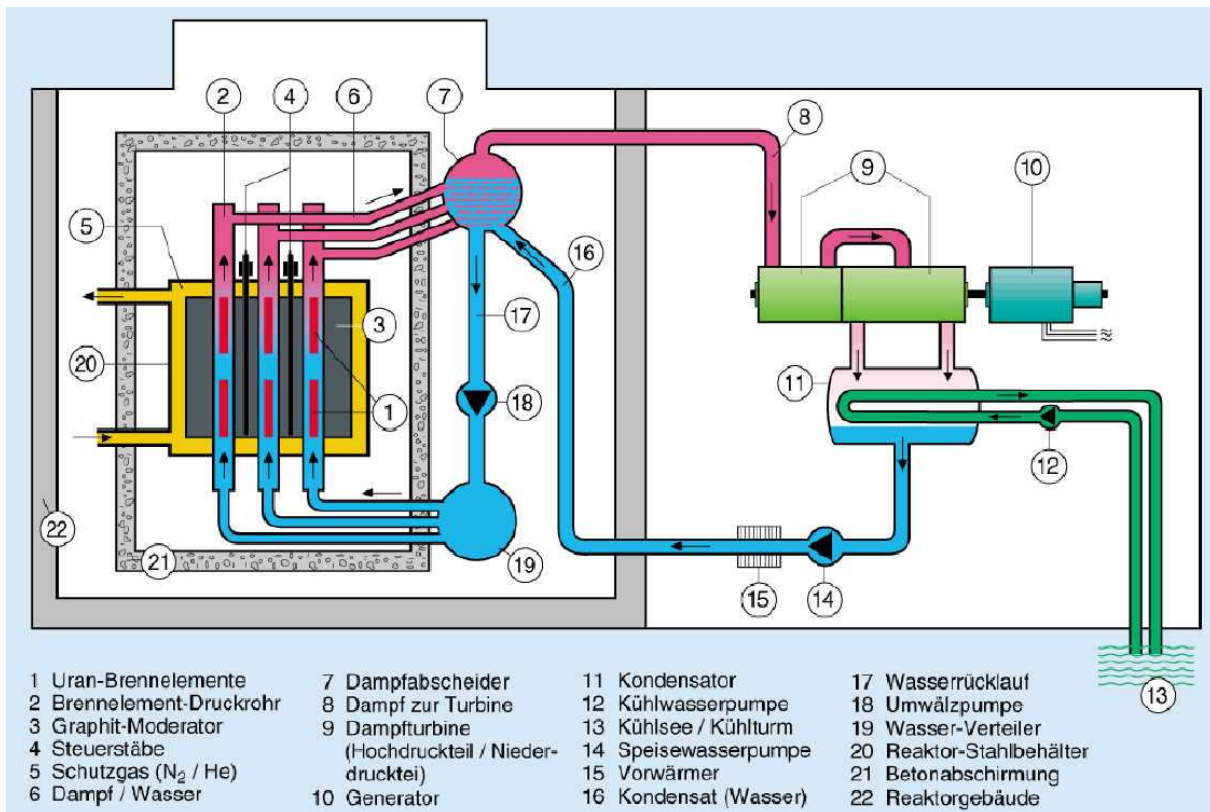 2
4
6
7
8
9
10
5
16
3
17
20
11
1
18
12
22
21
19
15
14
13
1 Uran-Brennelemente
2 Brennelement-Druckrohr
3 Graphit-Moderator
4 Steuerstäbe
5 Schutzgas (N₂ / He)
6 Dampf / Wasser
7 Dampfabscheider
8 Dampf zur Turbine
9 Dampfturbine
(Hochdruckteil / Nieder-
drucktei)
10 Generator
11 Kondensator
12 Kühlwasserpumpe
13 Kühlsee / Kühlturm
14 Speisewasserpumpe
15 Vorwärmer
16 Kondensat (Wasser)
17 Wasserrücklauf
18 Umwälzpumpe
19 Wasser-Verteiler
20 Reaktor-Stahlbehälter
21 Betonabschirmung
22 Reaktorgebäude